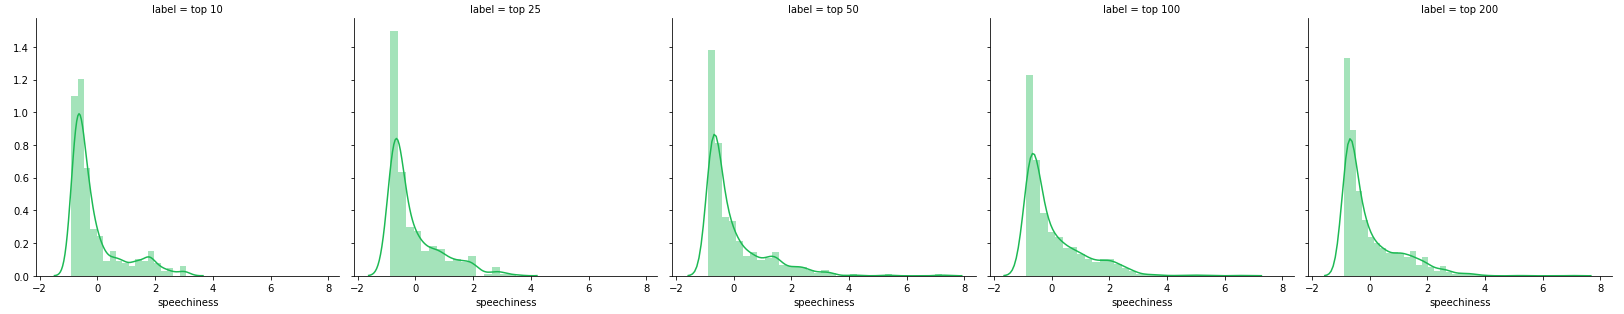 label = top 10
label = top 25
label = top 50
label = top 100
label = top 200
1.4
1.2
1.0
0.8
0.6
0.4
0.2
0.0
−2 0 2 4 6 8
−2 0 2 4 6 8
−2 0 2 4 6 8
−2 0 2 4 6 8
−2 0 2 4 6 8
speechiness
speechiness
speechiness
speechiness
speechiness